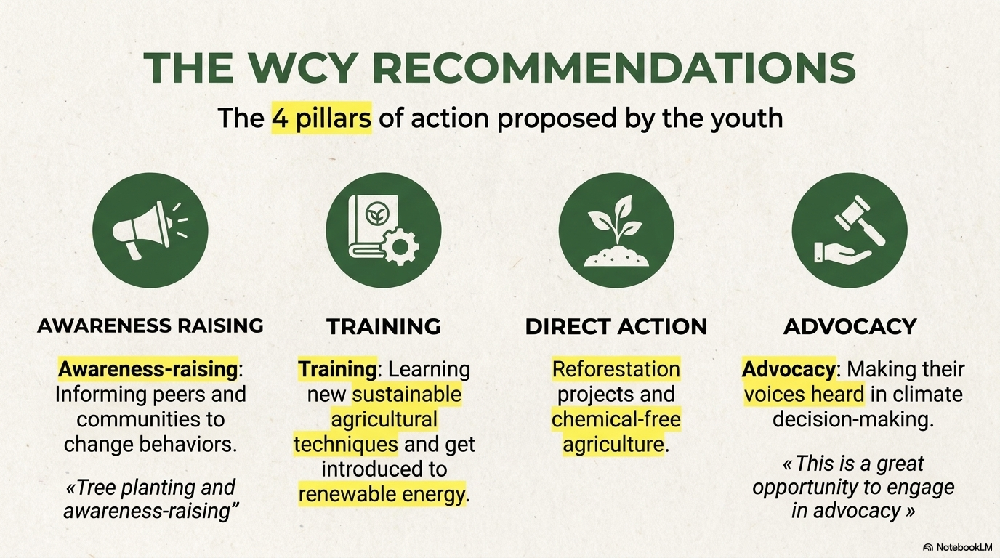 THE WCY RECOMMENDATIONS
The 4 pillars of action proposed by the youth
AWARENESS RAISING
Awareness-raising:
Informing peers and
communities to
change behaviors.
«Tree planting and
awareness-raising”
TRAINING
Training: Learning
new sustainable
agricultural
techniques and get
introduced to
renewable energy.
DIRECT ACTION
Reforestation
projects and
chemical-free
agriculture.
ADVOCACY
Advocacy: Making their
voices heard in climate
decision-making.
« This is a great
opportunity to engage
in advocacy »
NotebookLM